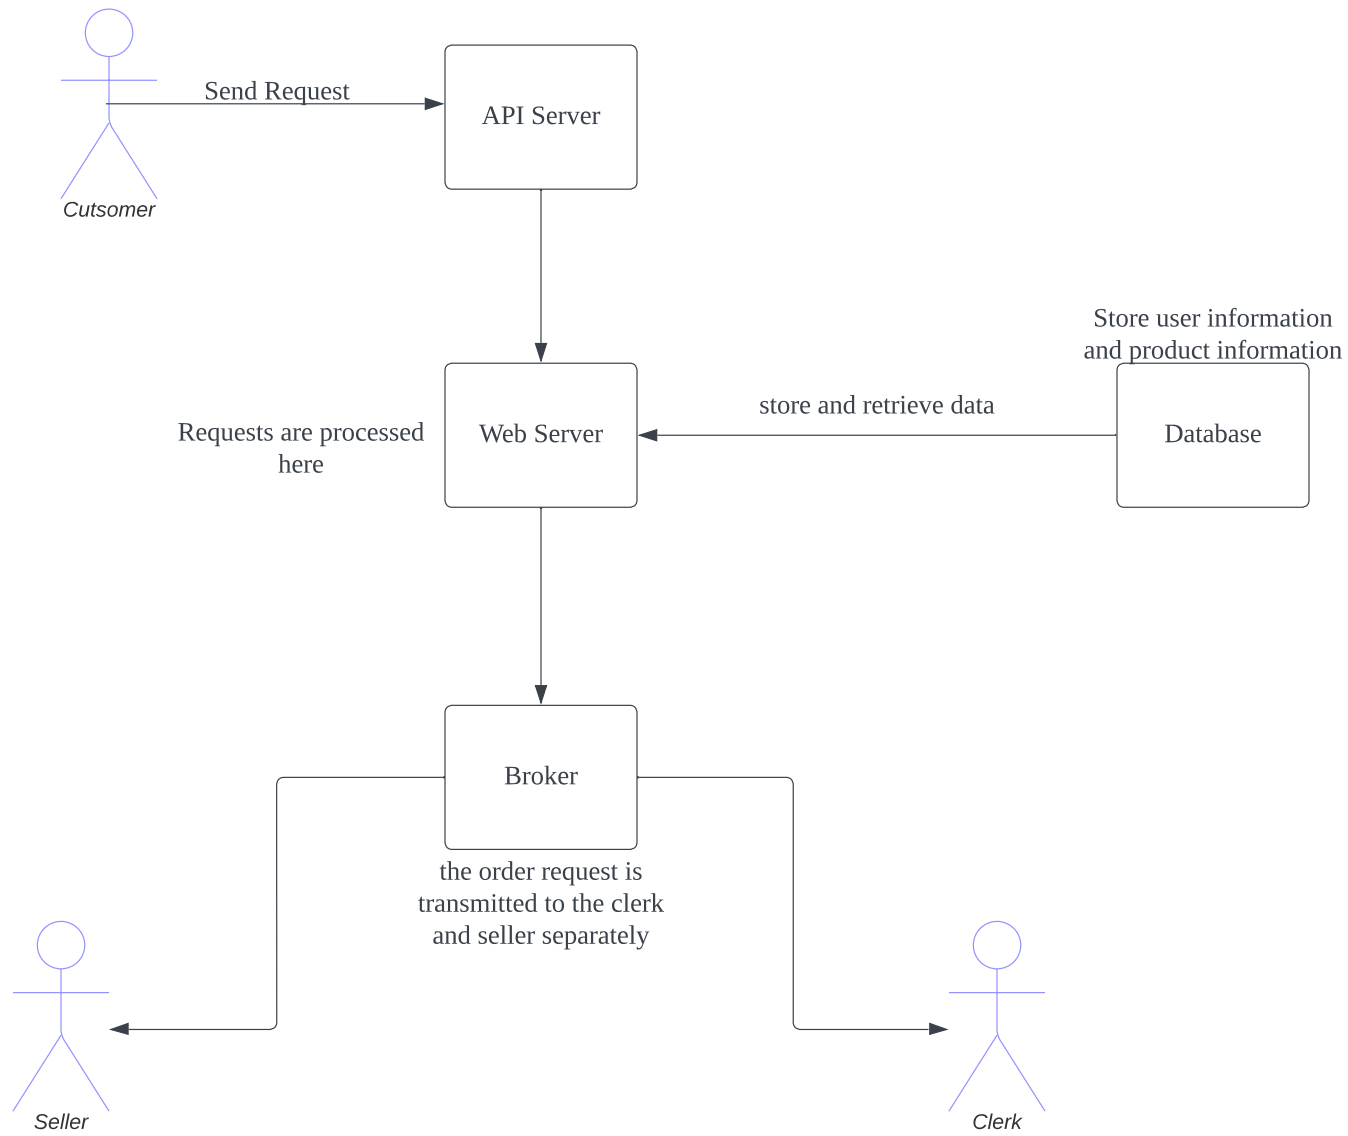 Send Request
API Server
Cutsomer
Store user information
and product information
store and retrieve data
Requests are processed
here
Web Server
Database
Broker
the order request is
transmitted to the clerk
and seller separately
Seller
Clerk